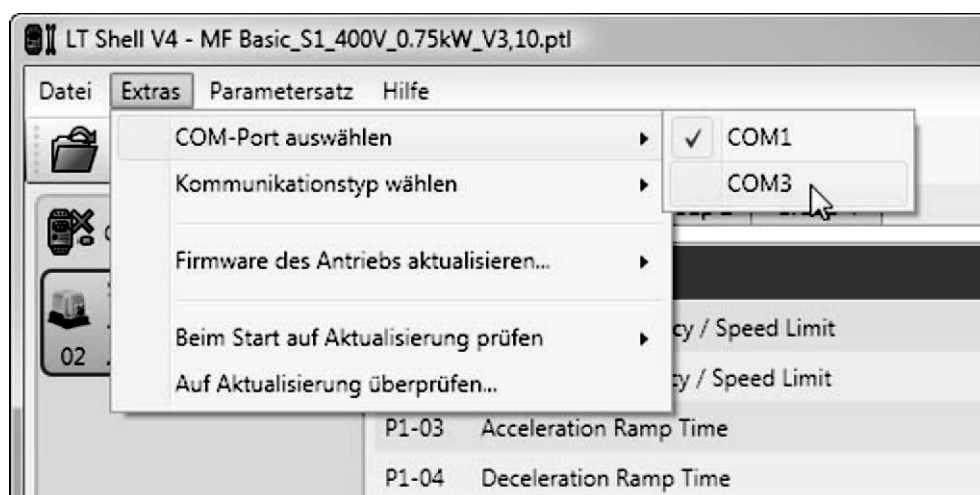 LT Shell V4 - MF Basic_S1_400V_0.75kW_V3,10.ptl
Datei Extras Parametersatz Hilfe
COM-Port auswählen
COM1
Kommunikationstyp wählen
COM3
Firmware des Antriebs aktualisieren...
Beim Start auf Aktualisierung prüfen
cy / Speed Limit
02
Auf Aktualisierung überprüfen...
cy / Speed Limit
P1-03 Acceleration Ramp Time
P1-04 Deceleration Ramp Time